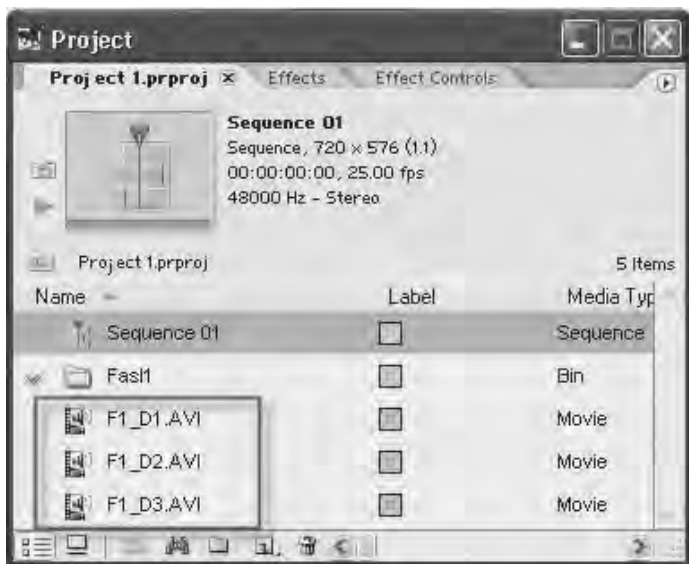 Project
Project 1.prproj × Effects Effect Controls
Sequence 01
Sequence, 720 × 576 (1.1)
00:00:00:00, 25.00 fps
48000 Hz - Stereo
Project 1.prproj
5 Items
Name Label Media Typ
Sequence 01 Sequence
Fasl1 Bin
F1_D1.AVI Movie
F1_D2.AVI Movie
F1_D3.AVI Movie